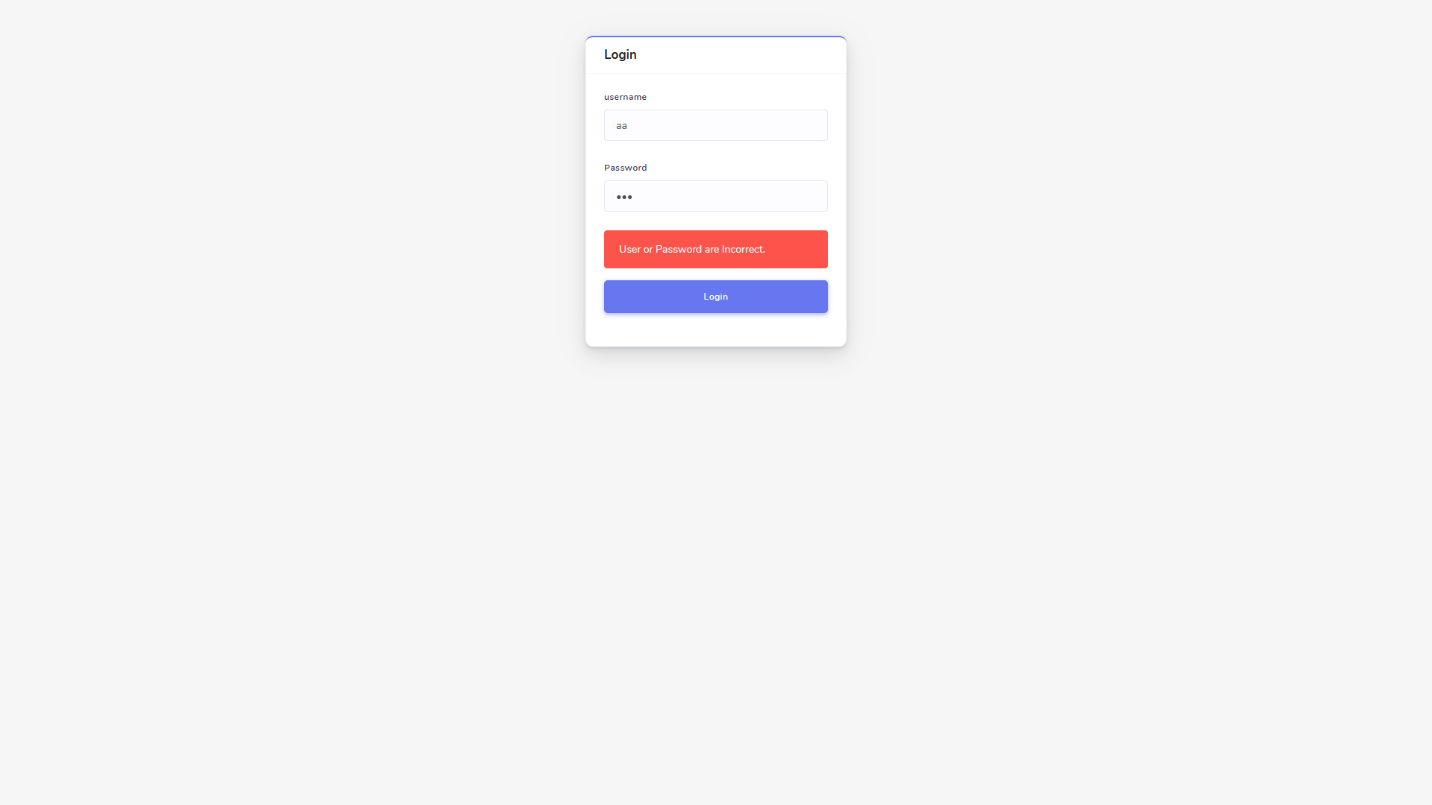 Login
username
aa
Password
•••
User or Password are Incorrect.
Login